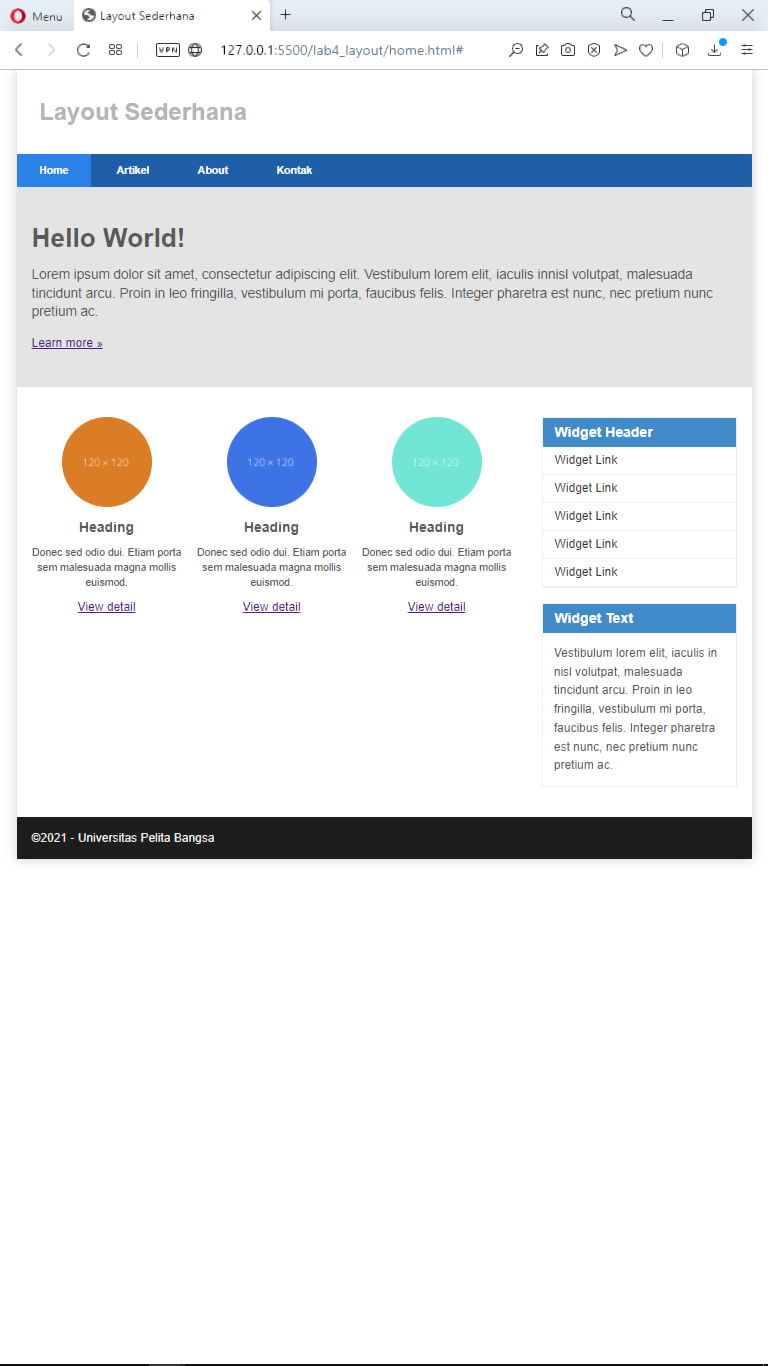 Menu
Layout Sederhana
VPN
127.0.0.1:5500/lab4_layout/home.html#
Layout Sederhana
Home Artikel About Kontak
Hello World!
Lorem ipsum dolor sit amet, consectetur adipiscing elit. Vestibulum lorem elit, iaculis innisl volutpat, malesuada
tincidunt arcu. Proin in leo fringilla, vestibulum mi porta, faucibus felis. Integer pharetra est nunc, nec pretium nunc
pretium ac.
Learn more »
120 × 120
Heading
Donec sed odio dui. Etiam porta
sem malesuada magna mollis
euismod.
View detail
120 × 120
Heading
Donec sed odio dui. Etiam porta
sem malesuada magna mollis
euismod.
View detail
120 × 120
Heading
Donec sed odio dui. Etiam porta
sem malesuada magna mollis
euismod.
View detail
Widget Header
Widget Link
Widget Link
Widget Link
Widget Link
Widget Link
Widget Text
Vestibulum lorem elit, iaculis in
nisl volutpat, malesuada
tincidunt arcu. Proin in leo
fringilla, vestibulum mi porta,
faucibus felis. Integer pharetra
est nunc, nec pretium nunc
pretium ac.
©2021 - Universitas Pelita Bangsa